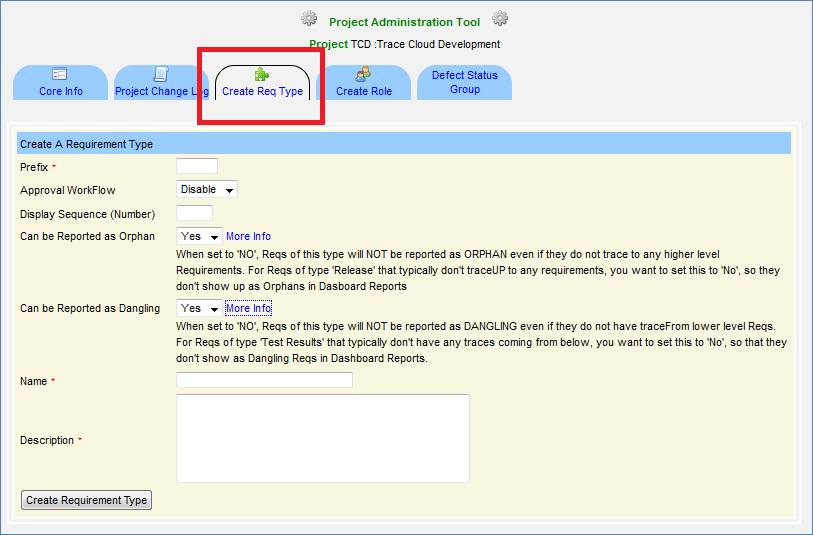 Project Administration Tool
Project TCD :Trace Cloud Development
Core Info
Project Change Log
Create Req Type
Create Role
Defect Status
Group
Create A Requirement Type
Prefix *
Approval WorkFlow
Disable
Display Sequence (Number)
Can be Reported as Orphan
Yes
More Info
When set to 'NO', Reqs of this type will NOT be reported as ORPHAN even if they do not trace to any higher level
Requirements. For Reqs of type 'Release' that typically don't traceUP to any requirements, you want to set this to 'No', so they
don't show up as Orphans in Dasboard Reports
Can be Reported as Dangling
Yes
More Info
When set to 'NO', Reqs of this type will NOT be reported as DANGLING even if they do not have traceFrom lower level Reqs.
For Reqs of type 'Test Results' that typically don't have any traces coming from below, you want to set this to 'No', so that they
don't show as Dangling Reqs in Dashboard Reports.
Name *
Description *
Create Requirement Type